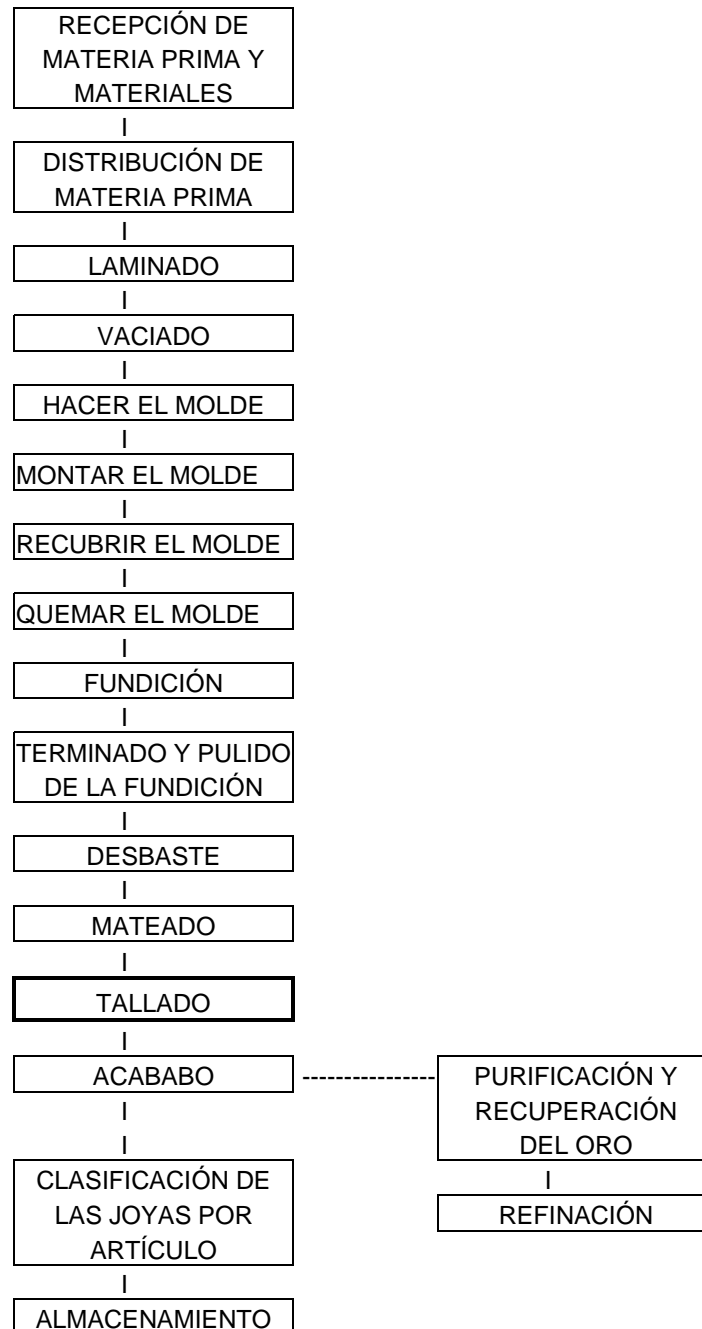 RECEPCIÓN DE
MATERIA PRIMA Y
MATERIALES
I
DISTRIBUCIÓN DE
MATERIA PRIMA
I
LAMINADO
I
VACIADO
I
HACER EL MOLDE
I
MONTAR EL MOLDE
I
RECUBRIR EL MOLDE
I
QUEMAR EL MOLDE
I
FUNDICIÓN
I
TERMINADO Y PULIDO
DE LA FUNDICIÓN
I
DESBASTE
I
MATEADO
I
TALLADO
I
ACABABO ----------------
I
I
CLASIFICACIÓN DE
LAS JOYAS POR
ARTÍCULO
I
ALMACENAMIENTO
PURIFICACIÓN Y
RECUPERACIÓN
DEL ORO
I
REFINACIÓN